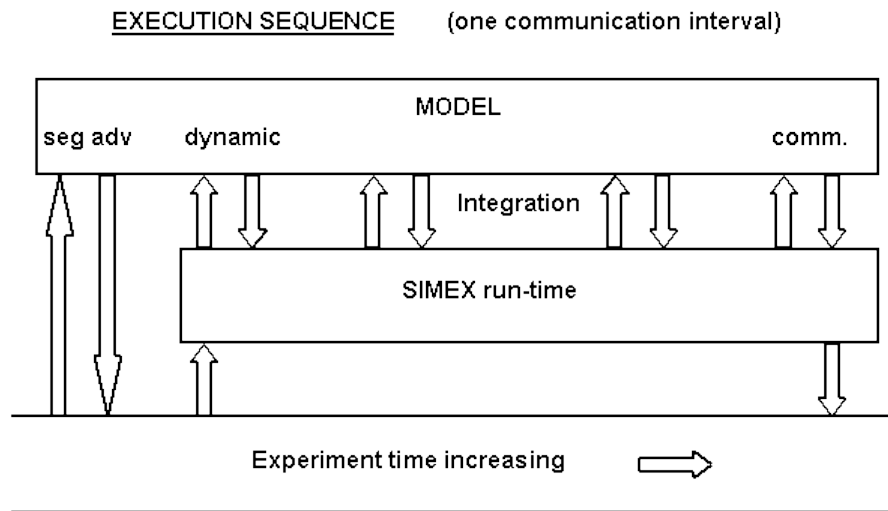 EXECUTION SEQUENCE (one communication interval)
MODEL
seg adv dynamic comm.
Integration
SIMEX run-time
Experiment time increasing